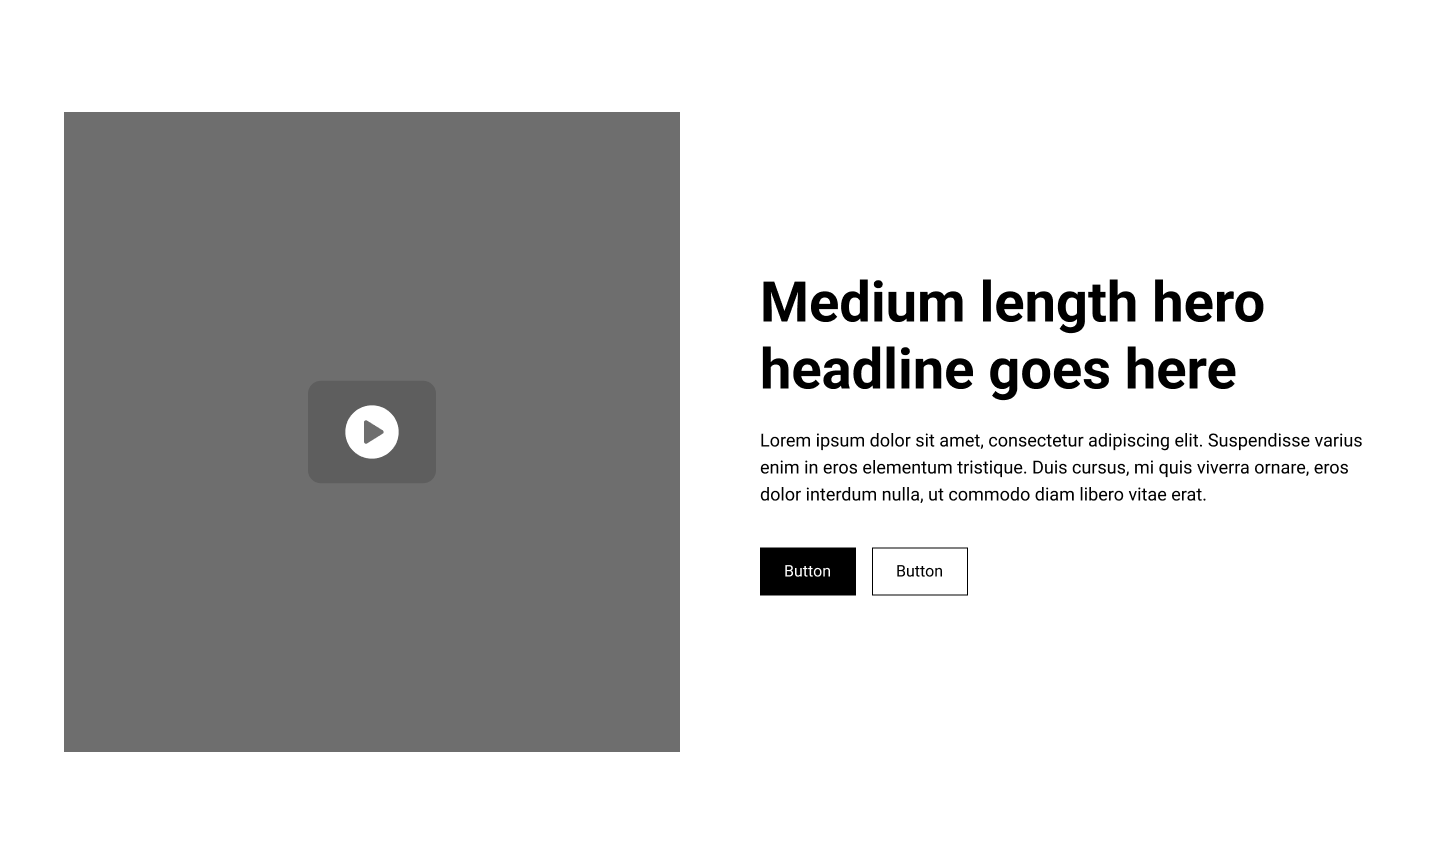 Medium length hero
headline goes here
Lorem ipsum dolor sit amet, consectetur adipiscing elit. Suspendisse varius
enim in eros elementum tristique. Duis cursus, mi quis viverra ornare, eros
dolor interdum nulla, ut commodo diam libero vitae erat.
Button Button